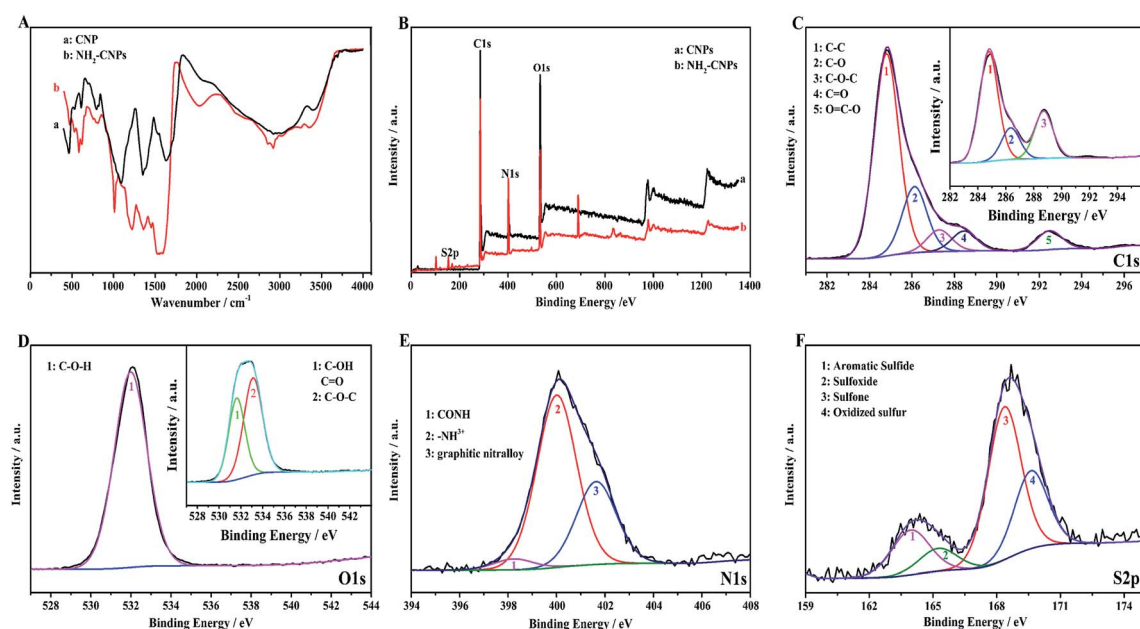 A
a: CNP
b: NH2-CNPs
b
a
Intensity / a.u.
0 500 1000 1500 2000 2500 3000 3500 4000
Wavenumber / cm-1
B
C1s
O1s
a: CNPs
b: NH2-CNPs
N1s
S2p
a
b
Intensity / a.u.
0 200 400 600 800 1000 1200 1400
Binding Energy /eV
C
1: C-C
2: C-O
3: C-O-C
4: C=O
5: O=C-O
1
2
3
4
5
Intensity / a.u.
282 284 286 288 290 292 294 296
Binding Energy / eV
C1s
Intensity / a.u.
1
2
3
282 284 286 288 290 292 294
Binding Energy / eV
D
1: C-O-H
1
Intensity / a.u.
528 530 532 534 536 538 540 542 544
Binding Energy / eV
O1s
Intensity / a.u.
1: C-OH
C=O
2: C-O-C
1
2
528 530 532 534 536 538 540 542
Binding Energy / eV
E
1: CONH
2: -NH3+
3: graphitic nitralloy
1
2
3
Intensity / a.u.
394 396 398 400 402 404 406 408
Binding Energy / eV
N1s
F
1: Aromatic Sulfide
2: Sulfoxide
3: Sulfone
4: Oxidized sulfur
1
2
3
4
Intensity / a.u.
159 162 165 168 171 174
Binding Energy / eV
S2p